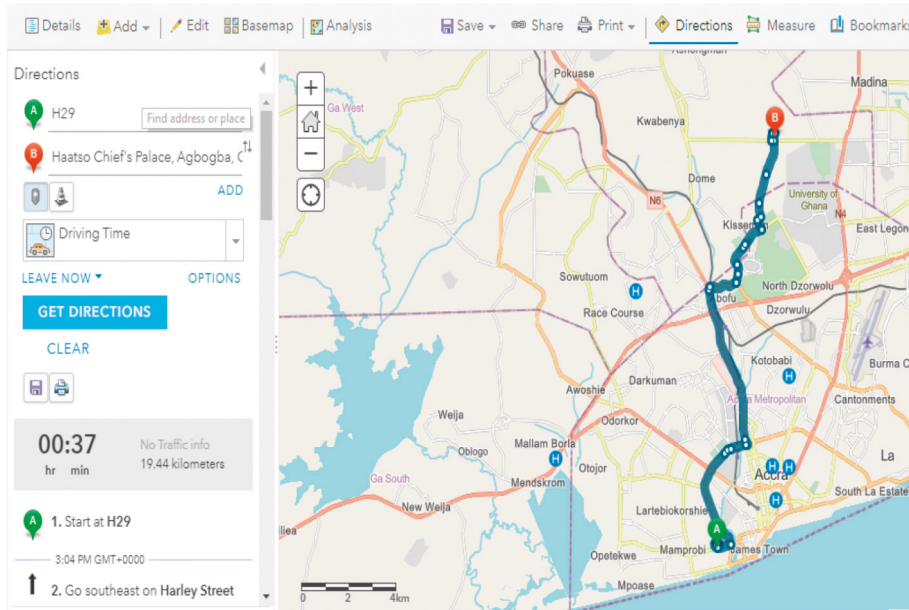 Details Add Edit Basemap Analysis Save Share Print Directions Measure Bookmarks
Directions
A H29
Find address or place
B Haatso Chief's Palace, Agbogba, G
ADD
Driving Time
LEAVE NOW OPTIONS
GET DIRECTIONS
CLEAR
00:37
hr min
No Traffic info
19.44 kilometers
A 1. Start at H29
3:04 PM GMT+0000
2. Go southeast on Harley Street
Pokuase
Madina
Ga West
Kwabenya
B
Dome
University of
Ghana
N6
N4
East Legon
Sowutuom
North Dzorwolu
H
Race Course
Dzorwulu
Kotobabi
Burma C
Darkuman
H
Awoshie
Cantonments
Weija
Odorkor
Mallam Borla
La
Oblogo
H
Otojor
Mendskrom
H H
Accra
Ga South
H
South La Estate
New Weija
Lartebiokorshie
A
Opetekwe
Mamprobi
James Town
Mpoase
0 2 4km